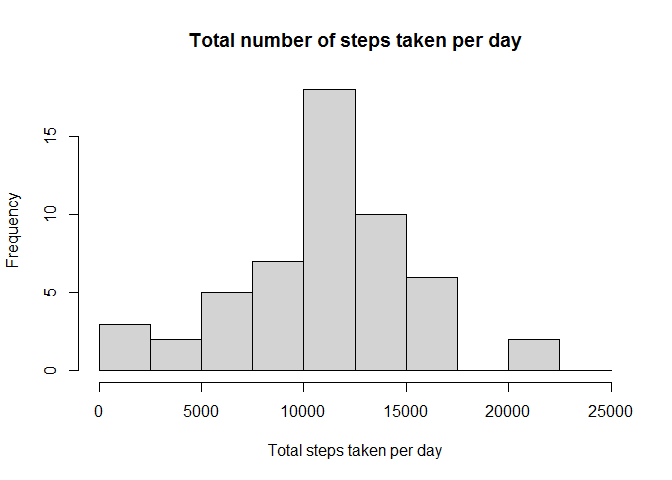 Total number of steps taken per day
Frequency
15
10
5
0
0 5000 10000 15000 20000 25000
Total steps taken per day